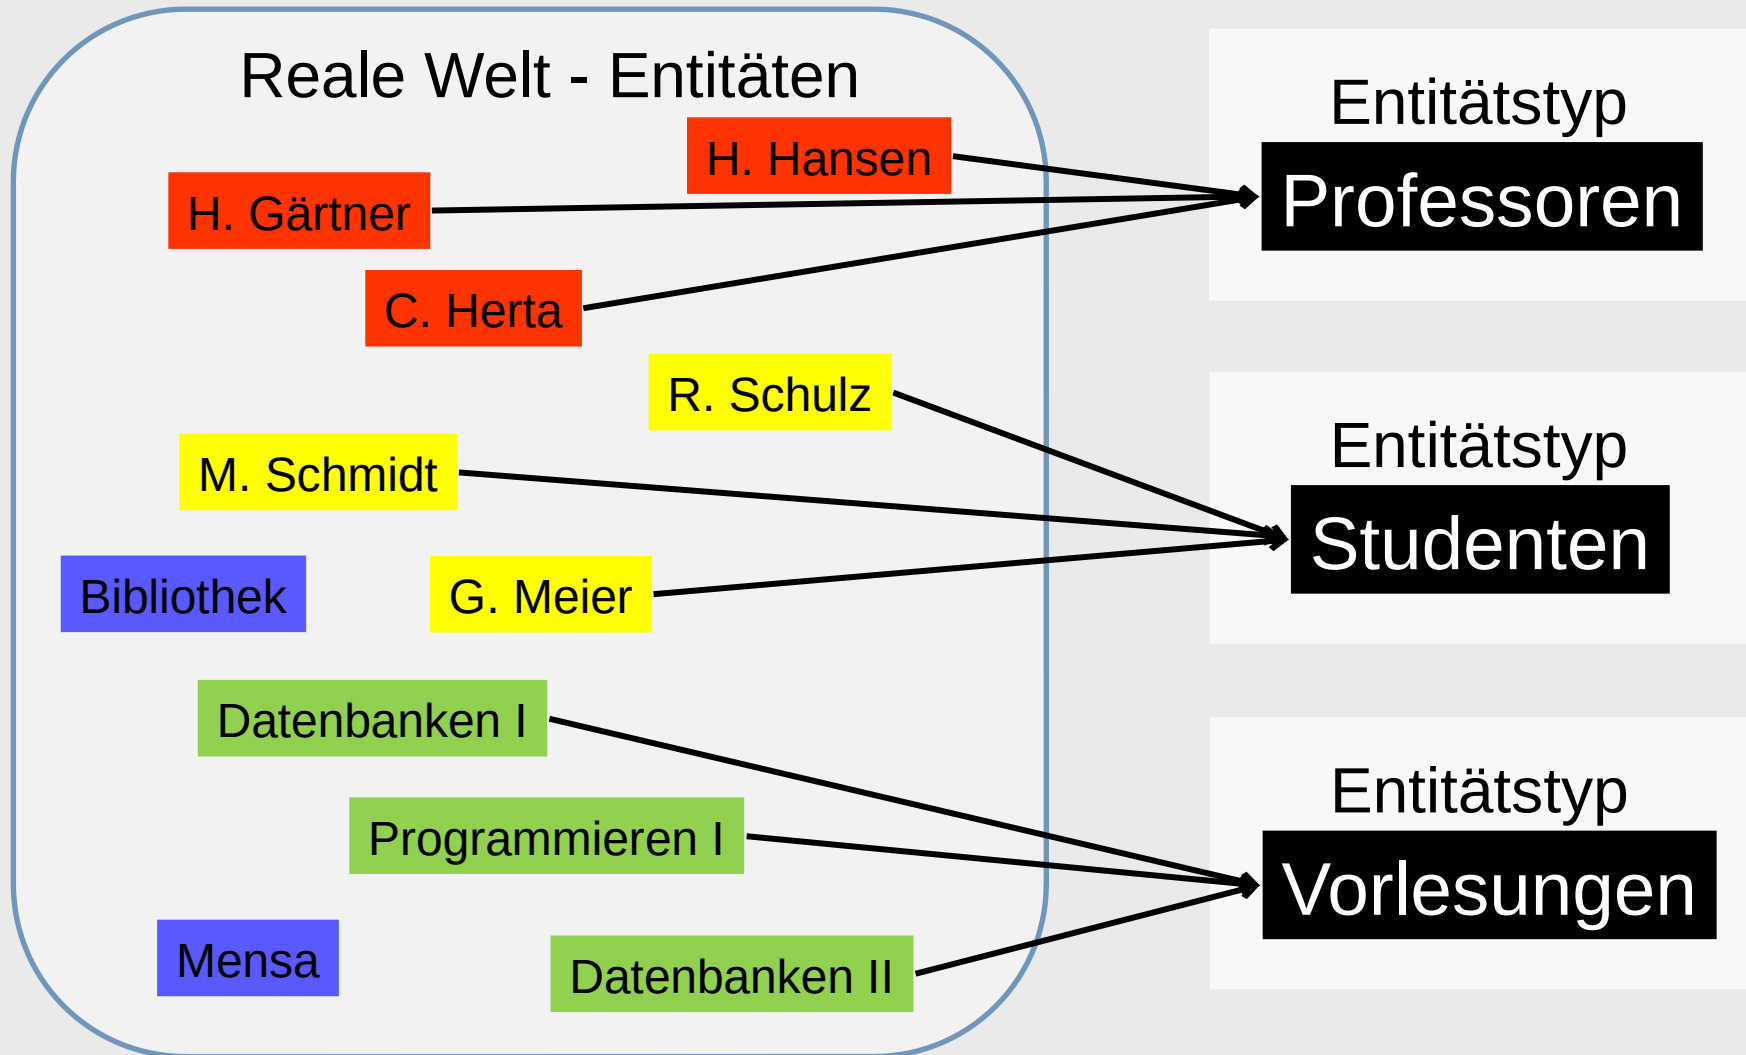 Reale Welt - Entitäten
H. Hansen
H. Gärtner
C. Herta
R. Schulz
M. Schmidt
Bibliothek
G. Meier
Datenbanken I
Programmieren I
Mensa
Datenbanken II
Entitätstyp
Professoren
Entitätstyp
Studenten
Entitätstyp
Vorlesungen